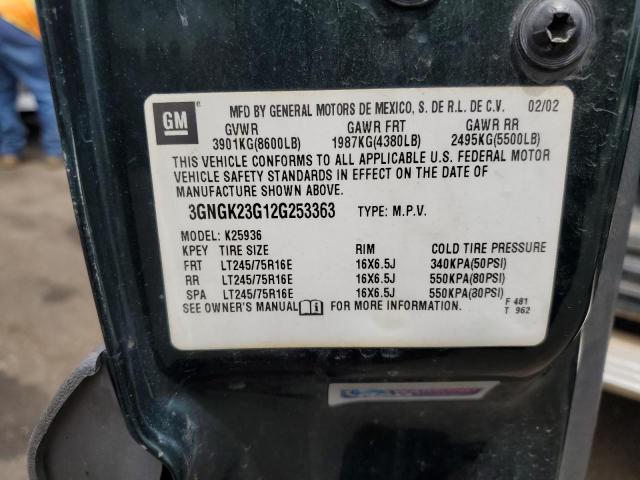 GM ® MFD BY GENERAL MOTORS DE MEXICO, S. DE R.L. DE C.V. 02/02
GVWR GAWR FRT GAWR RR
3901KG(8600LB) 1987KG(4380LB) 2495KG(5500LB)
THIS VEHICLE CONFORMS TO ALL APPLICABLE U.S. FEDERAL MOTOR
VEHICLE SAFETY STANDARDS IN EFFECT ON THE DATE OF
MANUFACTURE SHOWN ABOVE.
3GNGK23G12G253363 TYPE: M.P.V.
MODEL: K25936
KPEY TIRE SIZE RIM COLD TIRE PRESSURE
FRT LT245/75R16E 16X6.5J 340KPA(50PSI)
RR LT245/75R16E 16X6.5J 550KPA(80PSI)
SPA LT245/75R16E 16X6.5J 550KPA(80PSI)
SEE OWNER'S MANUAL FOR MORE INFORMATION.
F 481
T 962